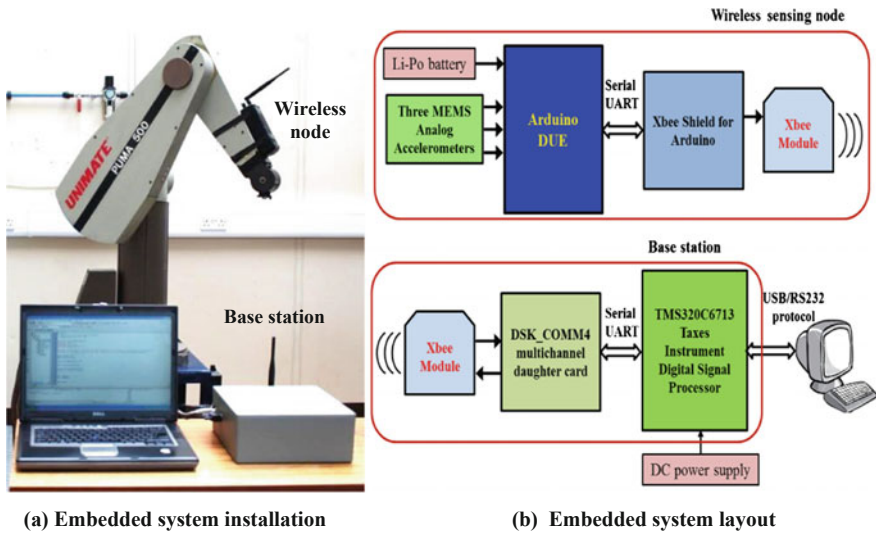 Wireless
node
UNIMATE
PUMA 500
Base station
DELL
(a) Embedded system installation
Wireless sensing node
Li-Po battery
Three MEMS
Analog
Accelerometers
Arduino
DUE
Serial
UART
Xbee Shield for
Arduino
Xbee
Module
Base station
Xbee
Module
DSK_COMM4
multichannel
daughter card
Serial
UART
TMS320C6713
Taxes
Instrument
Digital Signal
Processor
USB/RS232
protocol
DC power supply
(b) Embedded system layout